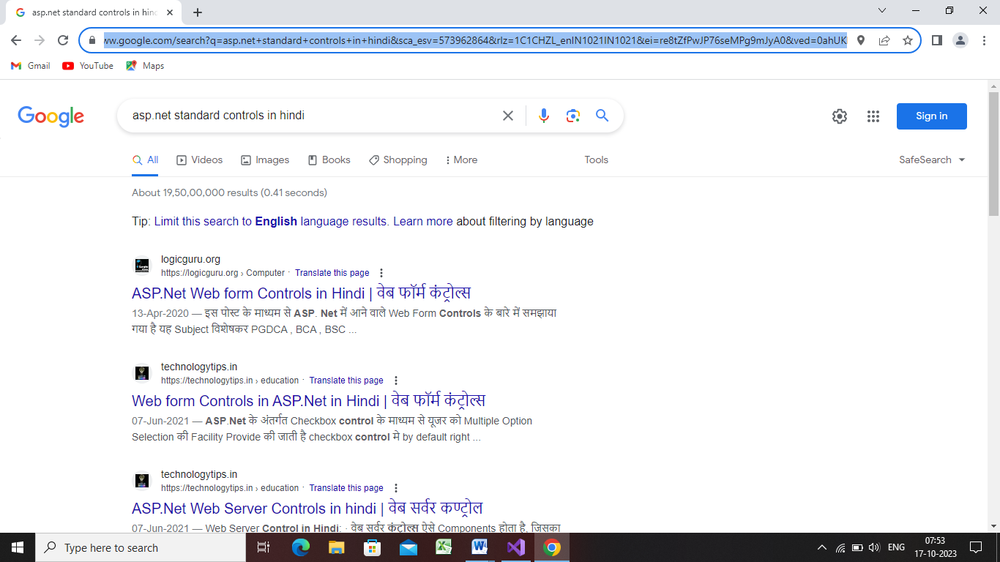 asp.net standard controls in hind
ww.google.com/search?q=asp.net+standard+controls+in+hindi&sca_esv=573962864&rlz=1C1CHZL_enIN1021IN1021&ei=re8tZfPwJP76seMPg9mJyA0&ved=0ahUK
Gmail YouTube Maps
Google asp.net standard controls in hindi Sign in
All Videos Images Books Shopping More Tools SafeSearch
About 19,50,00,000 results (0.41 seconds)
Tip: Limit this search to English language results. Learn more about filtering by language
logicguru.org
https://logicguru.org › Computer · Translate this page
ASP.Net Web form Controls in Hindi | वेब फॉर्म कंट्रोल्स
13-Apr-2020 — इस पोस्ट के माध्यम से ASP. Net में आने वाले Web Form Controls के बारे में समझाया
गया है यह Subject विशेषकर PGDCA , BCA , BSC ...
technologytips.in
https://technologytips.in › education · Translate this page
Web form Controls in ASP.Net in Hindi | वेब फॉर्म कंट्रोल्स
07-Jun-2021 — ASP.Net के अंतर्गत Checkbox control के माध्यम से यूजर को Multiple Option
Selection की Facility Provide की जाती है checkbox control मे by default right ...
technologytips.in
https://technologytips.in › education · Translate this page
ASP.Net Web Server Controls in hindi | वेब सर्वर कण्ट्रोल
07-Jun-2021 — Web Server Control in Hindi: · वेब सर्वर कंट्रोल्स ऐसे Components होता है, जिसका
Type here to search ENG 07:53
17-10-2023